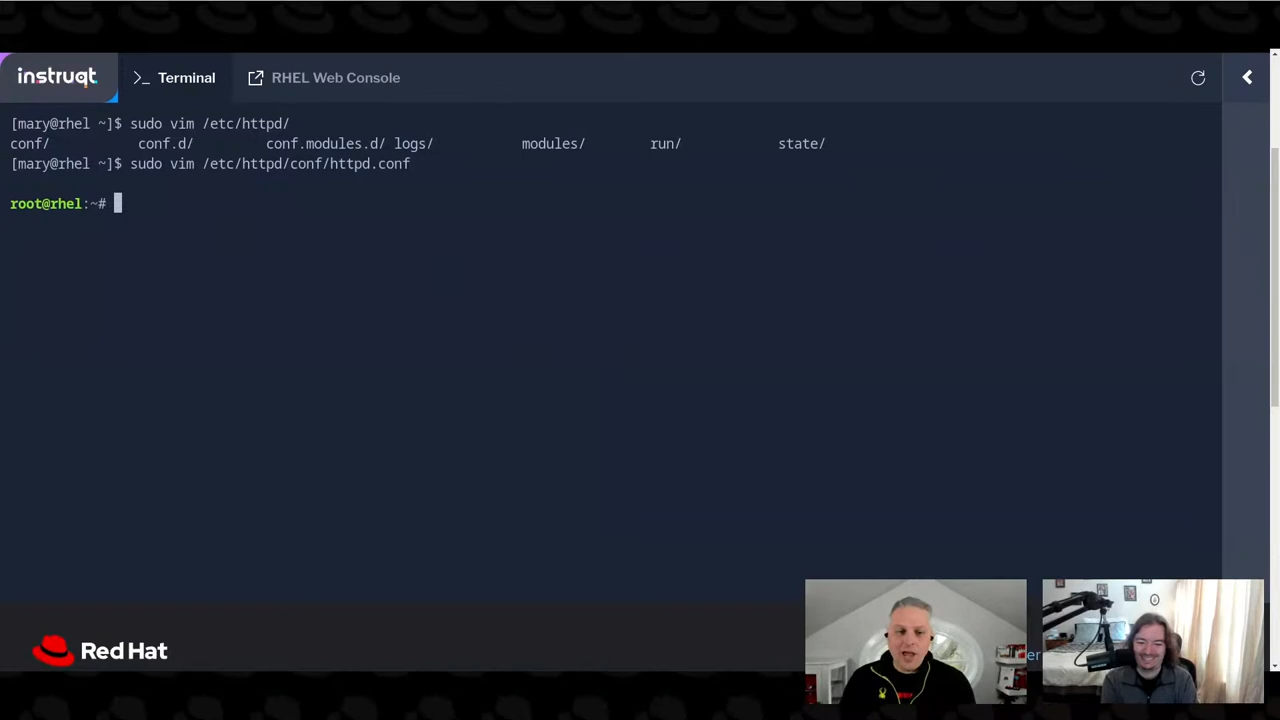 instruqt
>_ Terminal
RHEL Web Console
[mary@rhel ~]$ sudo vim /etc/httpd/
conf/ conf.d/ conf.modules.d/ logs/ modules/ run/ state/
[mary@rhel ~]$ sudo vim /etc/httpd/conf/httpd.conf
root@rhel:~#
Red Hat
er